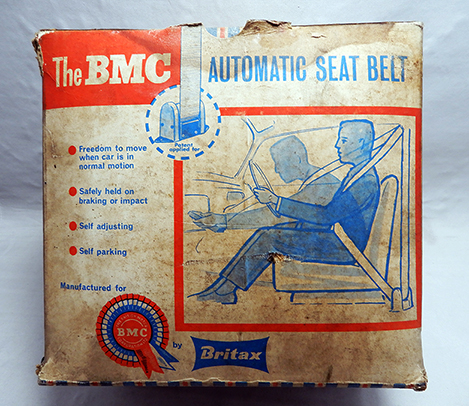 The BMC
AUTOMATIC SEAT BELT
Patent
applied for
Freedom to move
when car is in
normal motion
Safely held on
braking or impact
Self adjusting
Self parking
Manufactured for
BMC
by
Britax